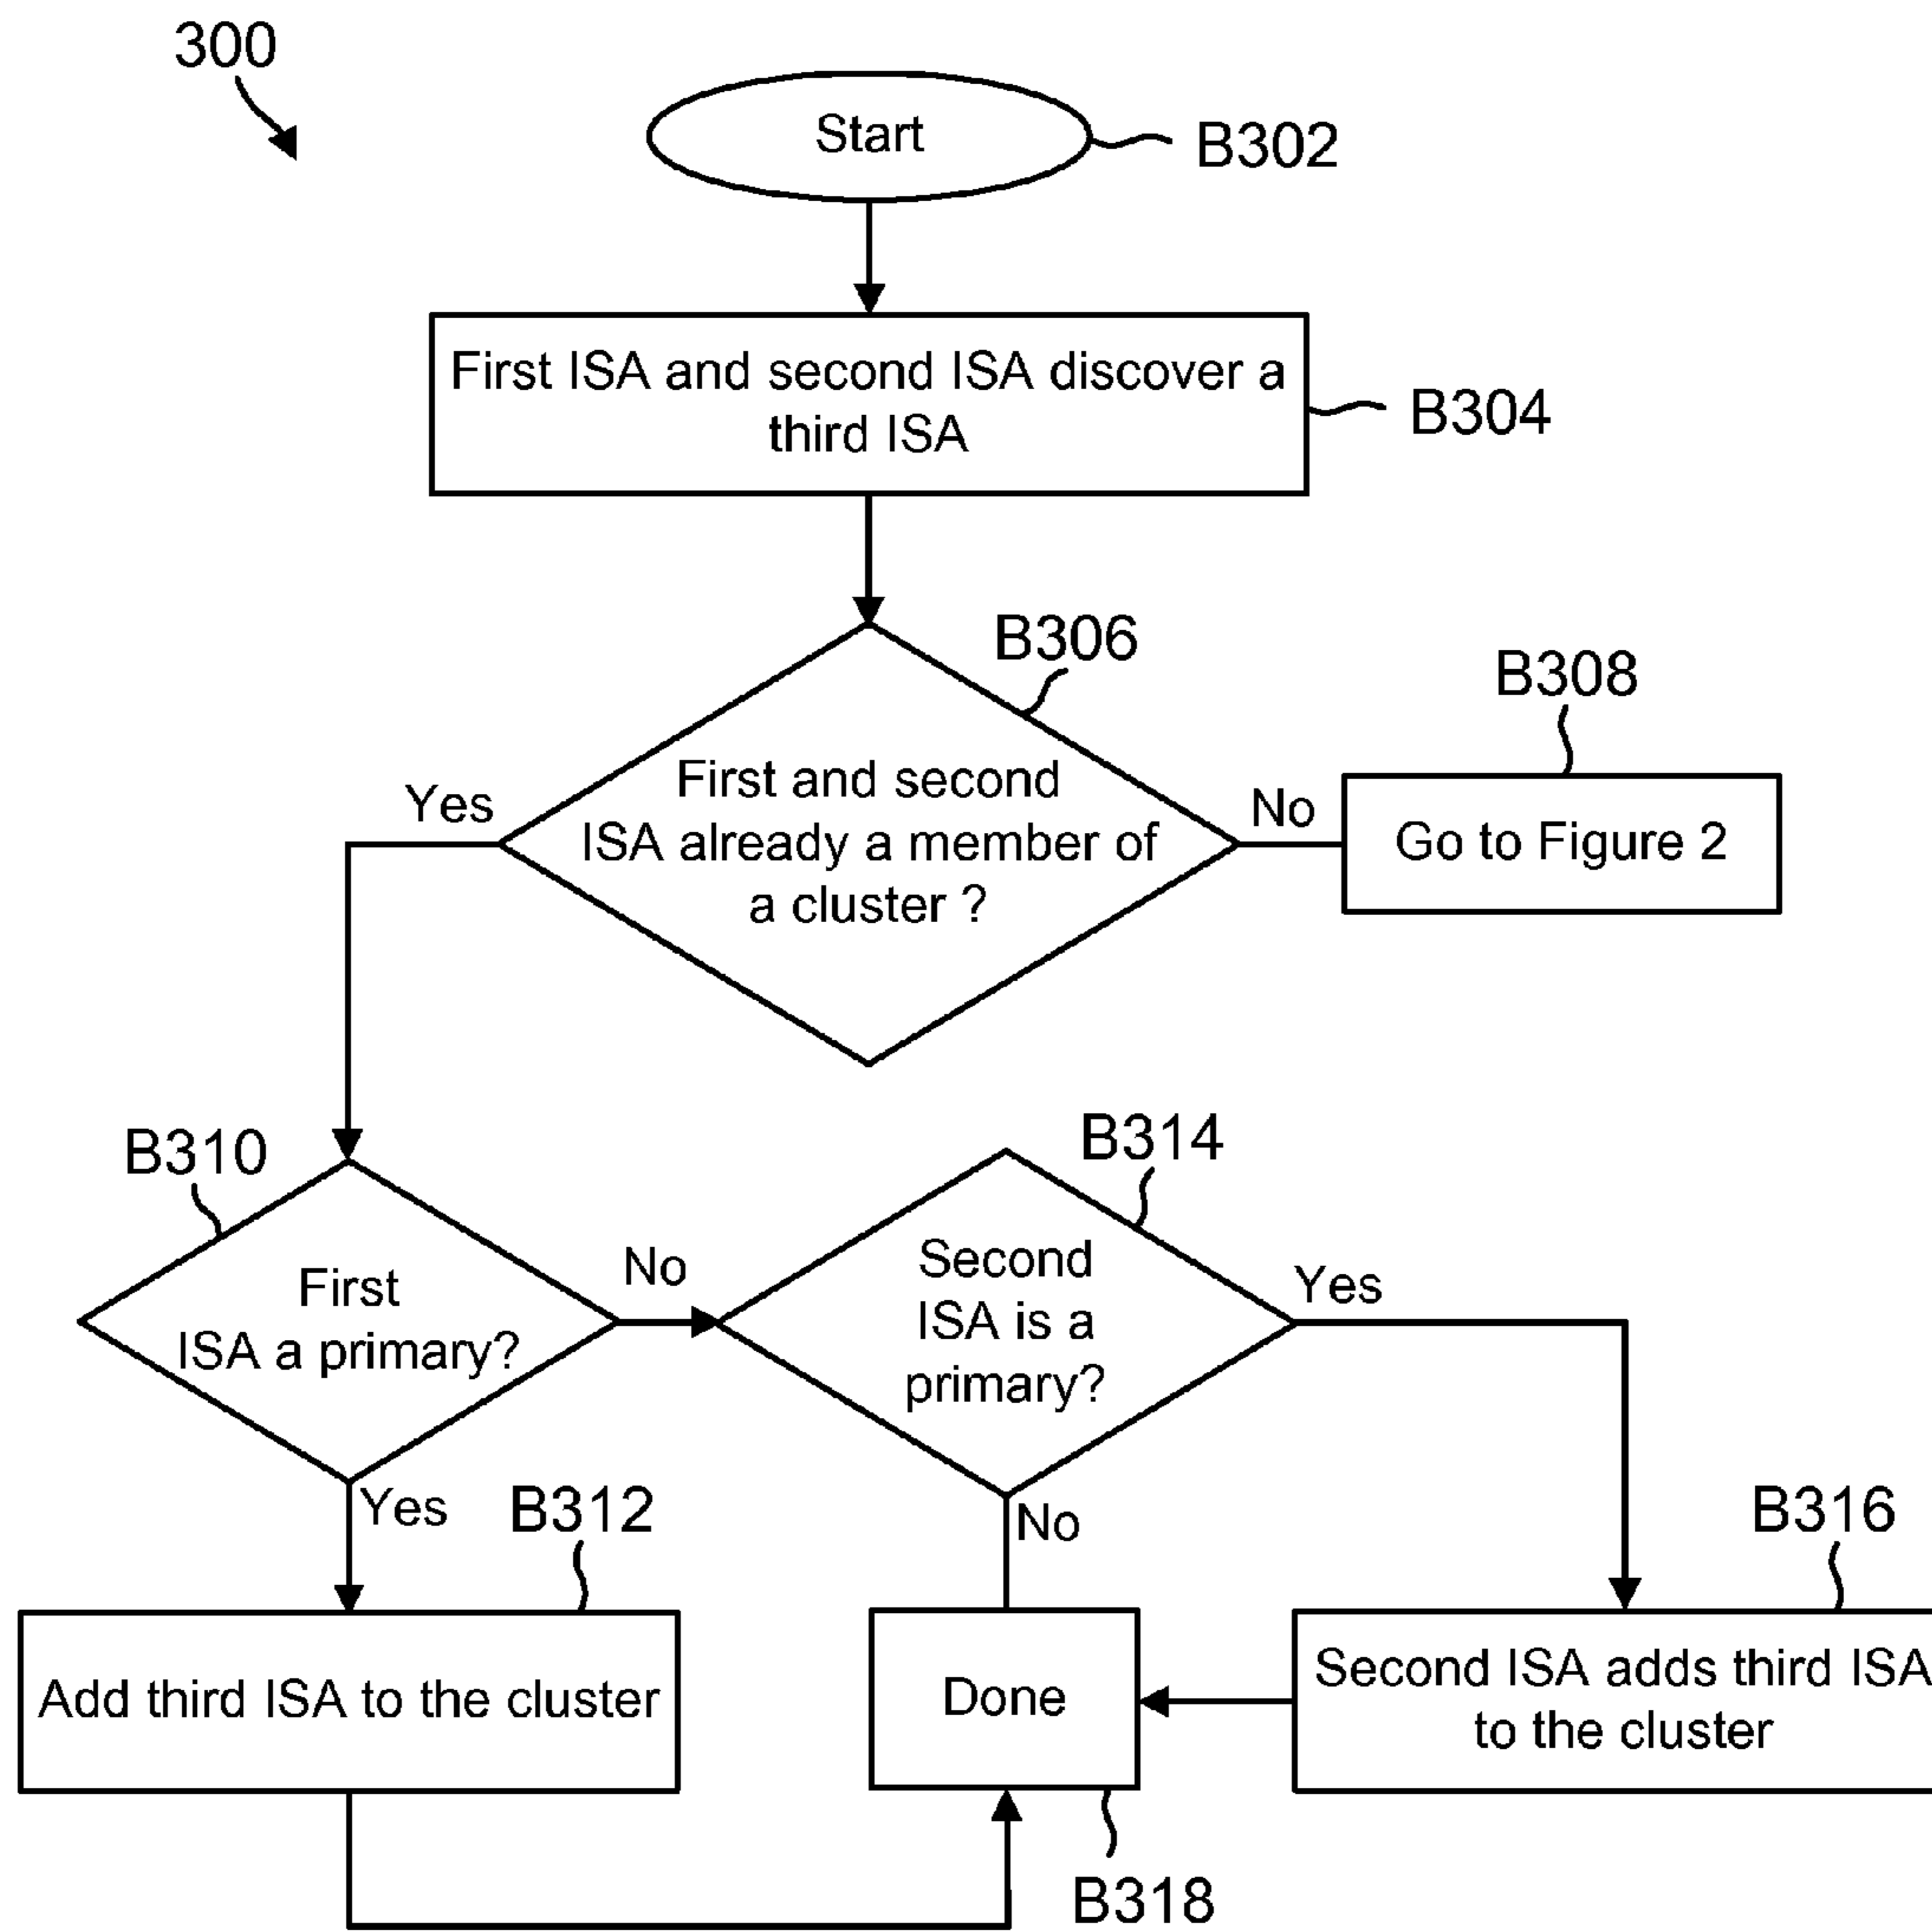 300
Start
B302
First ISA and second ISA discover a
third ISA
B304
B306
B308
First and second
ISA already a member of
a cluster ?
Yes
No
Go to Figure 2
B310
B314
First
ISA a primary?
No
Second
ISA is a
primary?
Yes
Yes
B312
No
B316
Add third ISA to the cluster
Done
Second ISA adds third ISA
to the cluster
B318